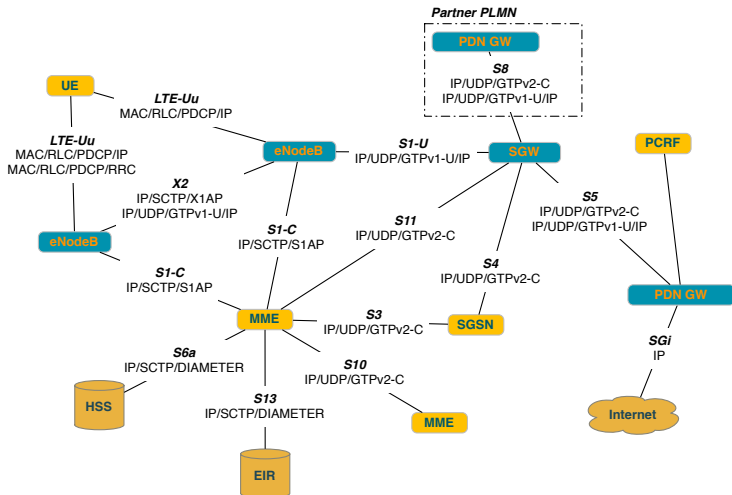 Partner PLMN
PDN GW
S8
IP/UDP/GTPv2-C
IP/UDP/GTPv1-U/IP
UE
LTE-Uu
MAC/RLC/PDCP/IP
LTE-Uu
MAC/RLC/PDCP/IP
MAC/RLC/PDCP/RRC
eNodeB
S1-U
IP/UDP/GTPv1-U/IP
SGW
PCRF
X2
IP/SCTP/X1AP
IP/UDP/GTPv1-U/IP
S5
IP/UDP/GTPv2-C
IP/UDP/GTPv1-U/IP
eNodeB
S1-C
IP/SCTP/S1AP
S11
IP/UDP/GTPv2-C
S1-C
IP/SCTP/S1AP
S4
IP/UDP/GTPv2-C
PDN GW
MME
S3
IP/UDP/GTPv2-C
SGSN
SGi
IP
S6a
IP/SCTP/DIAMETER
S10
IP/UDP/GTPv2-C
HSS
S13
IP/SCTP/DIAMETER
MME
Internet
EIR